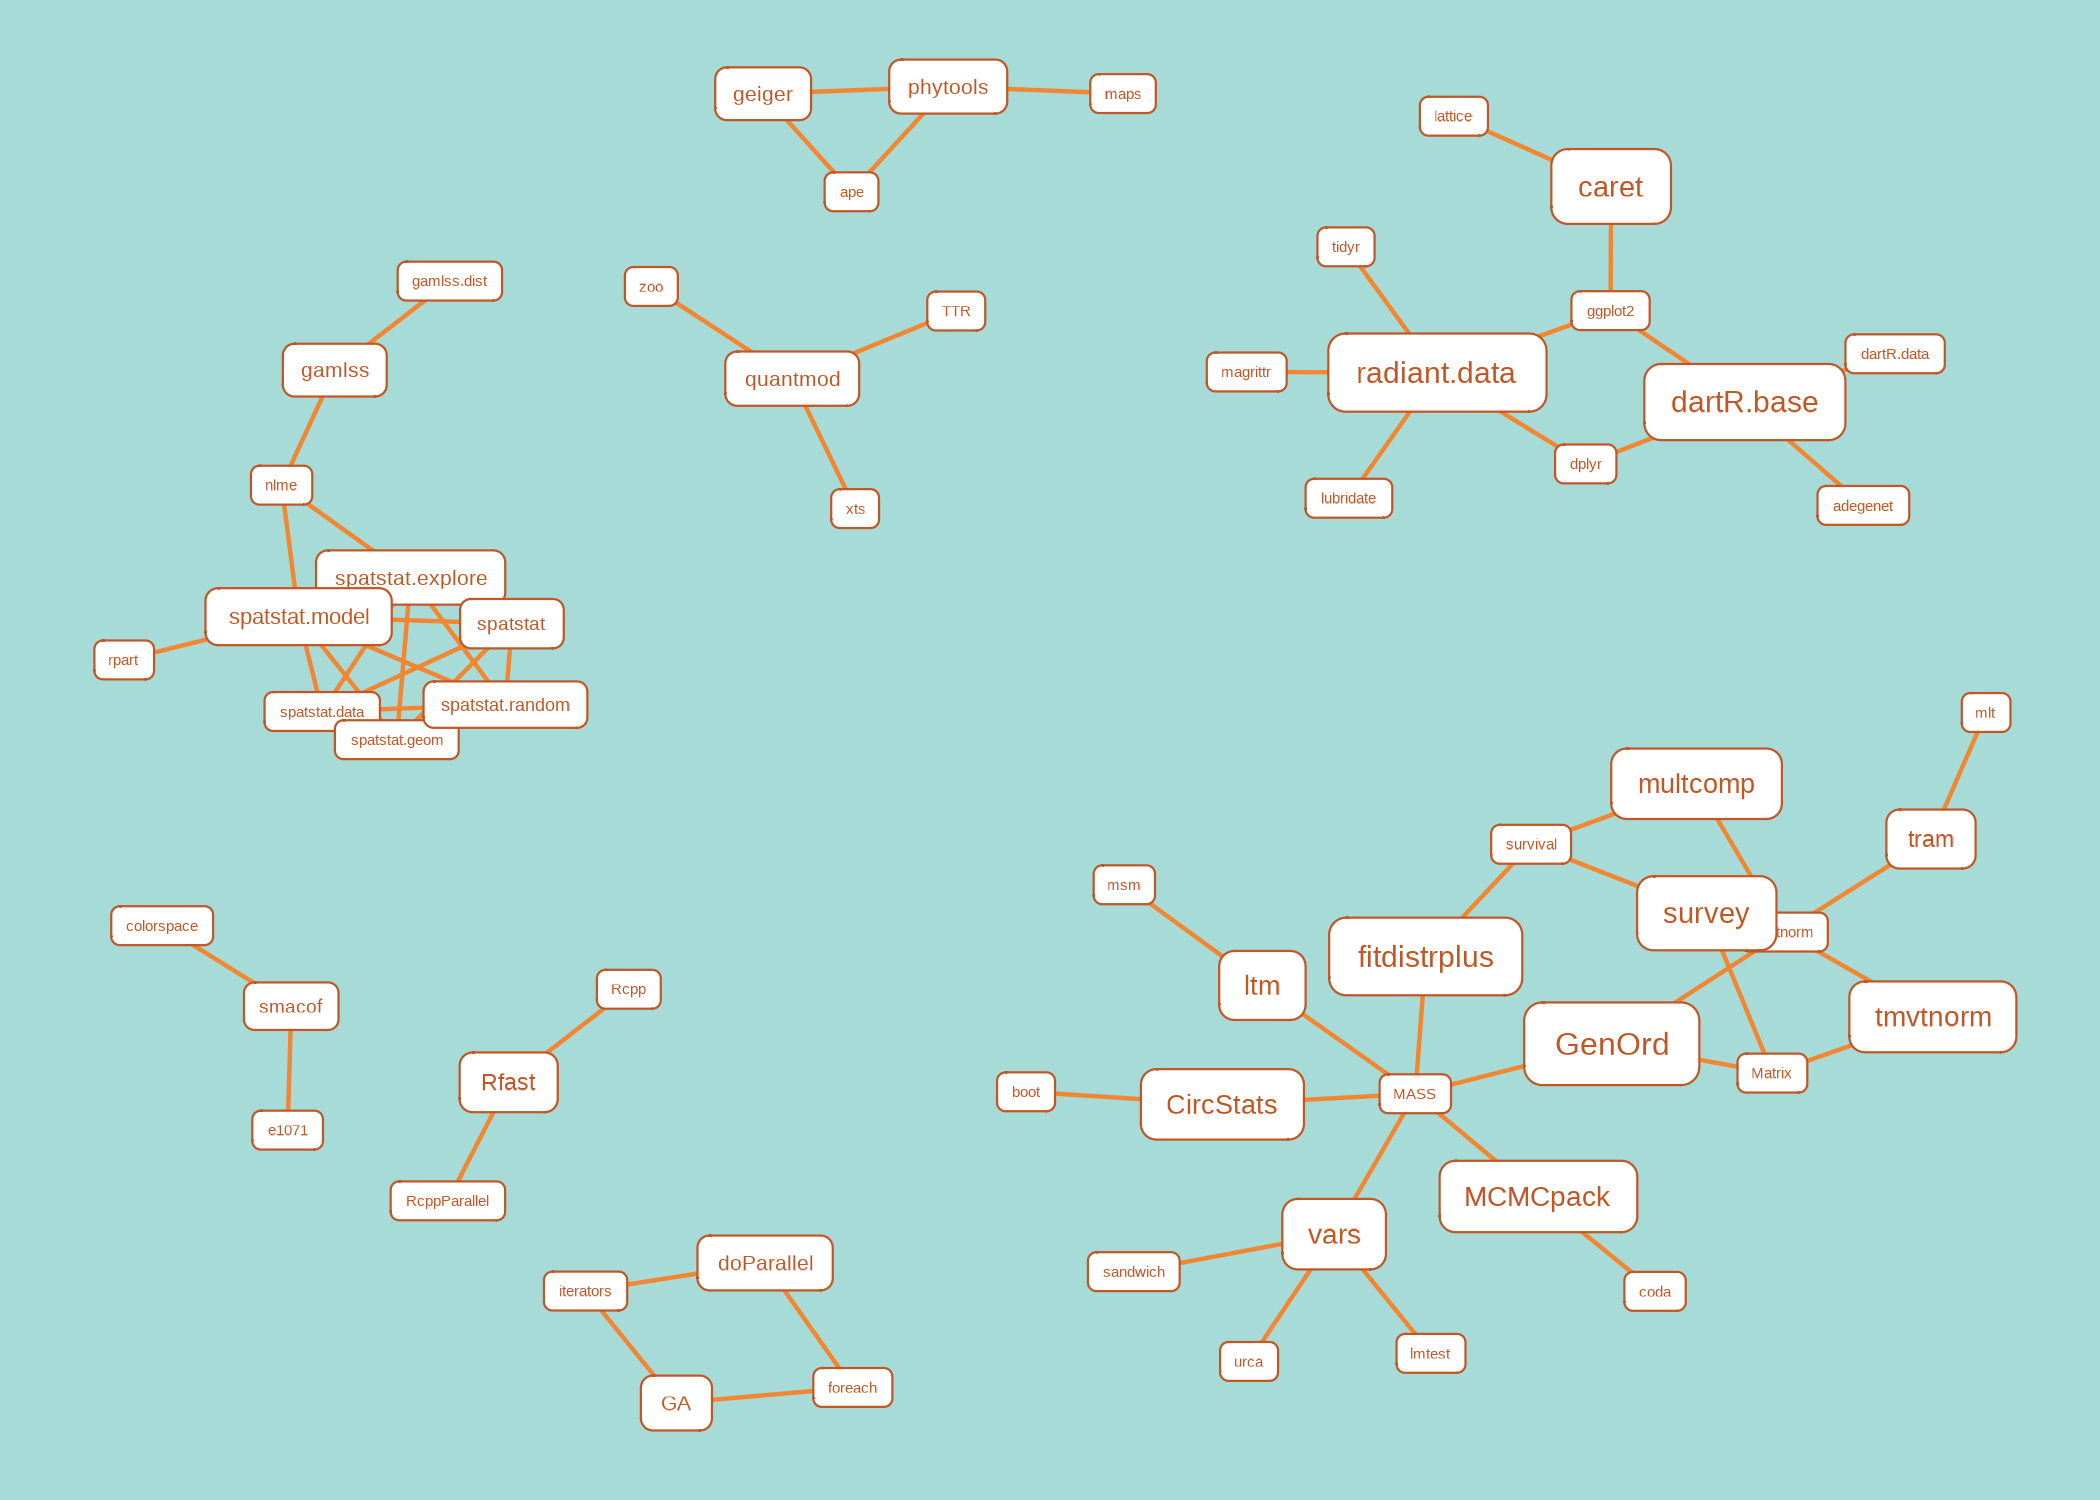 geiger
phytools
maps
ape
lattice
caret
tidyr
ggplot2
magrittr
radiant.data
dartR.data
dartR.base
dplyr
lubridate
adegenet
gamlss.dist
gamlss
zoo
TTR
quantmod
xts
nlme
spatstat.explore
spatstat.model
spatstat
rpart
spatstat.data
spatstat.random
spatstat.geom
mlt
multcomp
tram
survival
msm
survey
tnorm
fitdistrplus
ltm
tmvtnorm
GenOrd
Matrix
MASS
boot
CircStats
MCMCpack
vars
sandwich
coda
urca
lmtest
colorspace
smacof
e1071
Rcpp
Rfast
RcppParallel
doParallel
iterators
foreach
GA